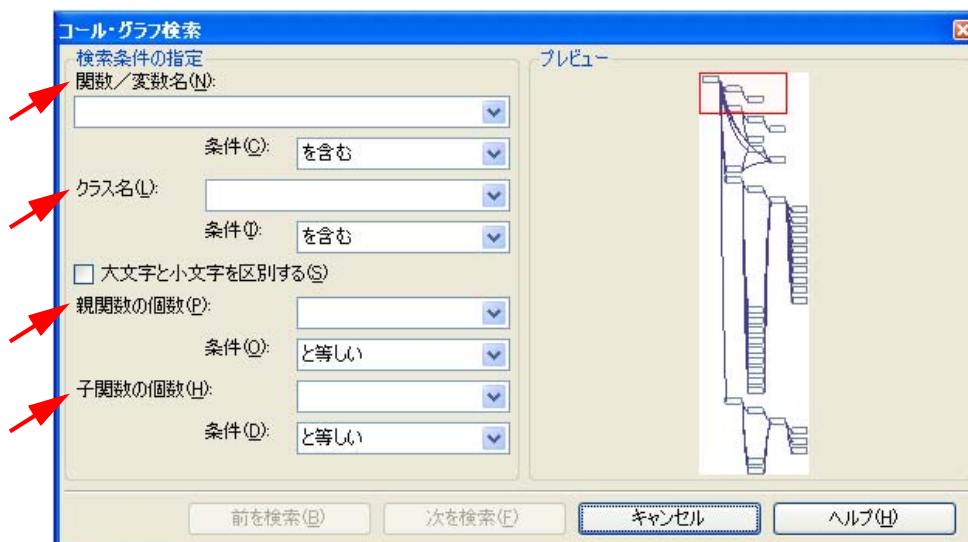 コール・グラフ検索
検索条件の指定
関数／変数名(N):
条件(C): を含む
クラス名(L):
条件(T): を含む
大文字と小文字を区別する(S)
親関数の個数(P):
条件(O): と等しい
子関数の個数(H):
条件(D): と等しい
プレビュー
前を検索(B) 次を検索(F) キャンセル ヘルプ(H)